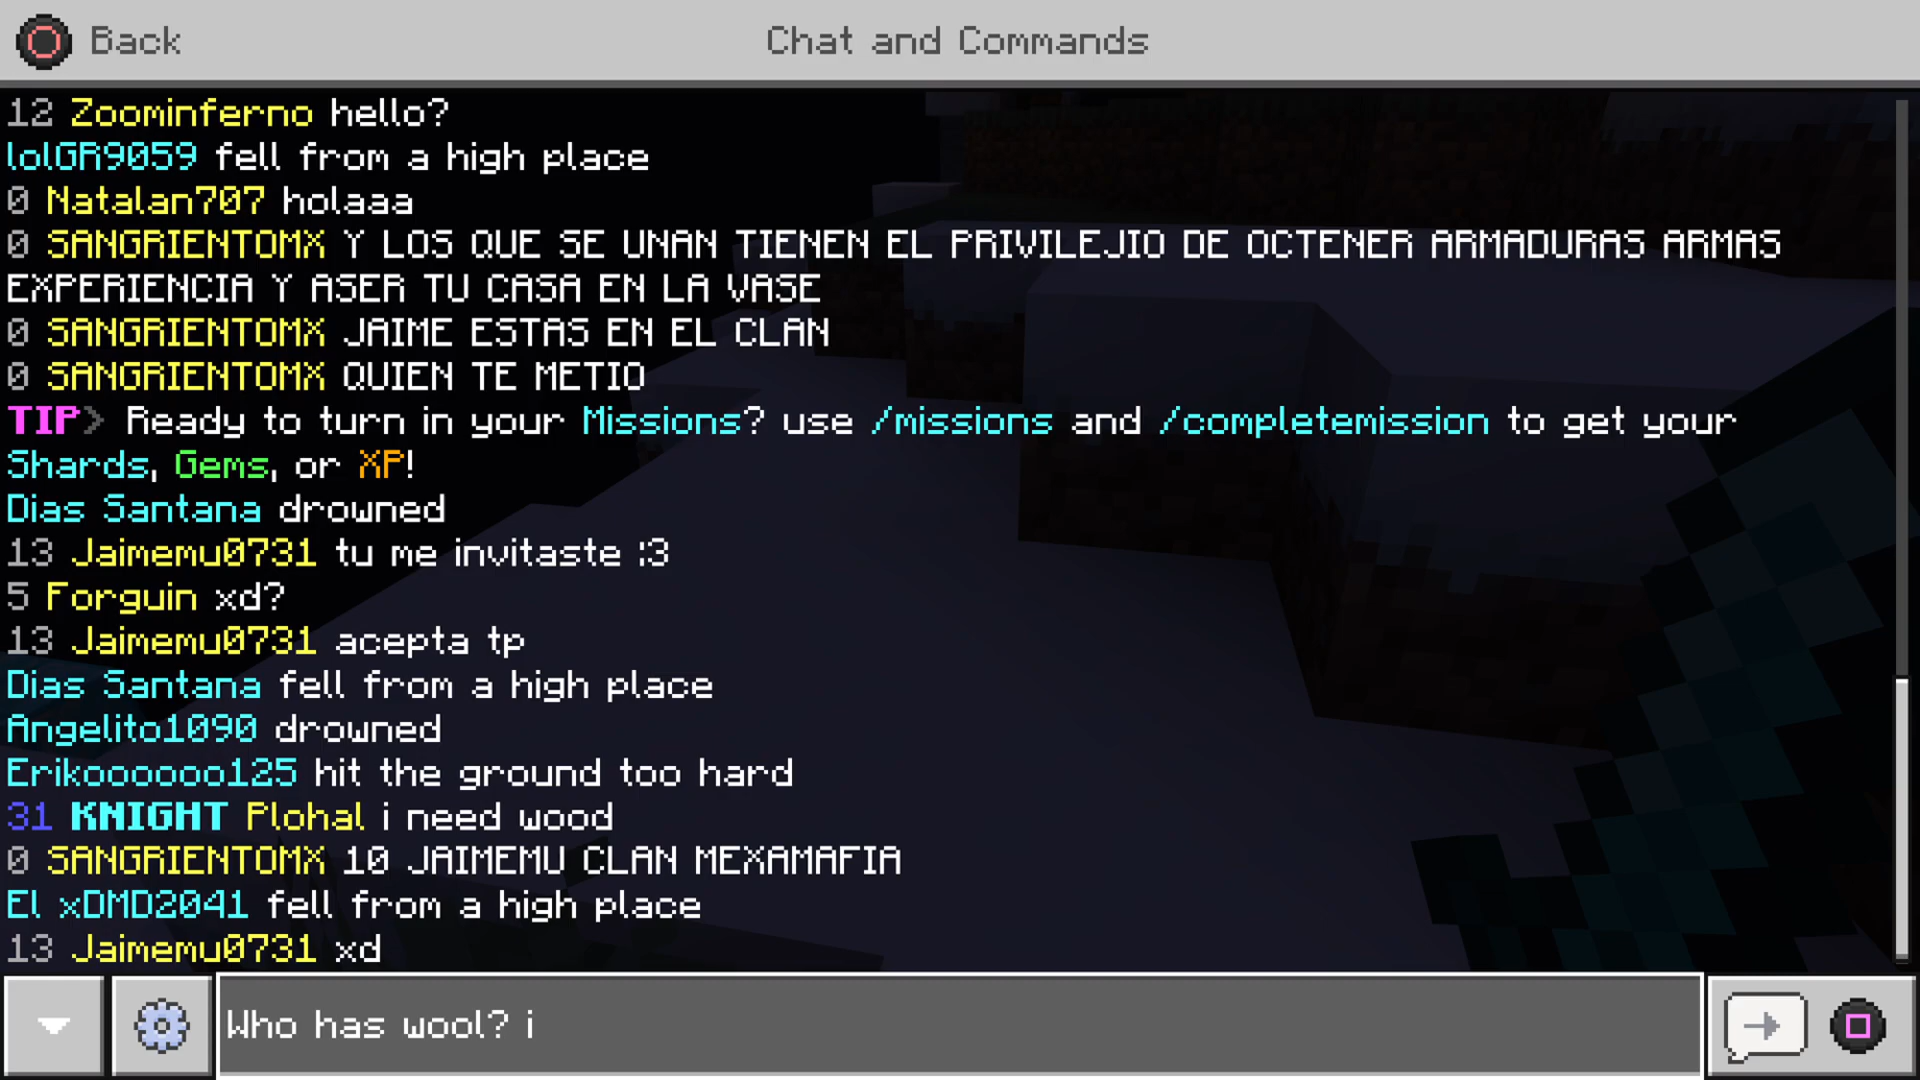 Back
Chat and Commands
12 Zoominferno hello?
lolGR9059 fell from a high place
0 Natalan707 holaaa
0 SANGRIENTOMX Y LOS QUE SE UNAN TIENEN EL PRIVILEJIO DE OCTENER ARMADURAS ARMAS
EXPERIENCIA Y ASER TU CASA EN LA VASE
0 SANGRIENTOMX JAIME ESTAS EN EL CLAN
0 SANGRIENTOMX QUIEN TE METIO
TIP> Ready to turn in your Missions? use /missions and /completemission to get your
Shards, Gems, or XP!
Dias Santana drowned
13 Jaimemu0731 tu me invitaste :3
5 Forguin xd?
13 Jaimemu0731 acepta tp
Dias Santana fell from a high place
Angelito1090 drowned
Erikoooooo125 hit the ground too hard
31 KNIGHT Plohal i need wood
0 SANGRIENTOMX 10 JAIMEMU CLAN MEXAMAFIA
El xDMD2041 fell from a high place
13 Jaimemu0731 xd
Who has wool? i